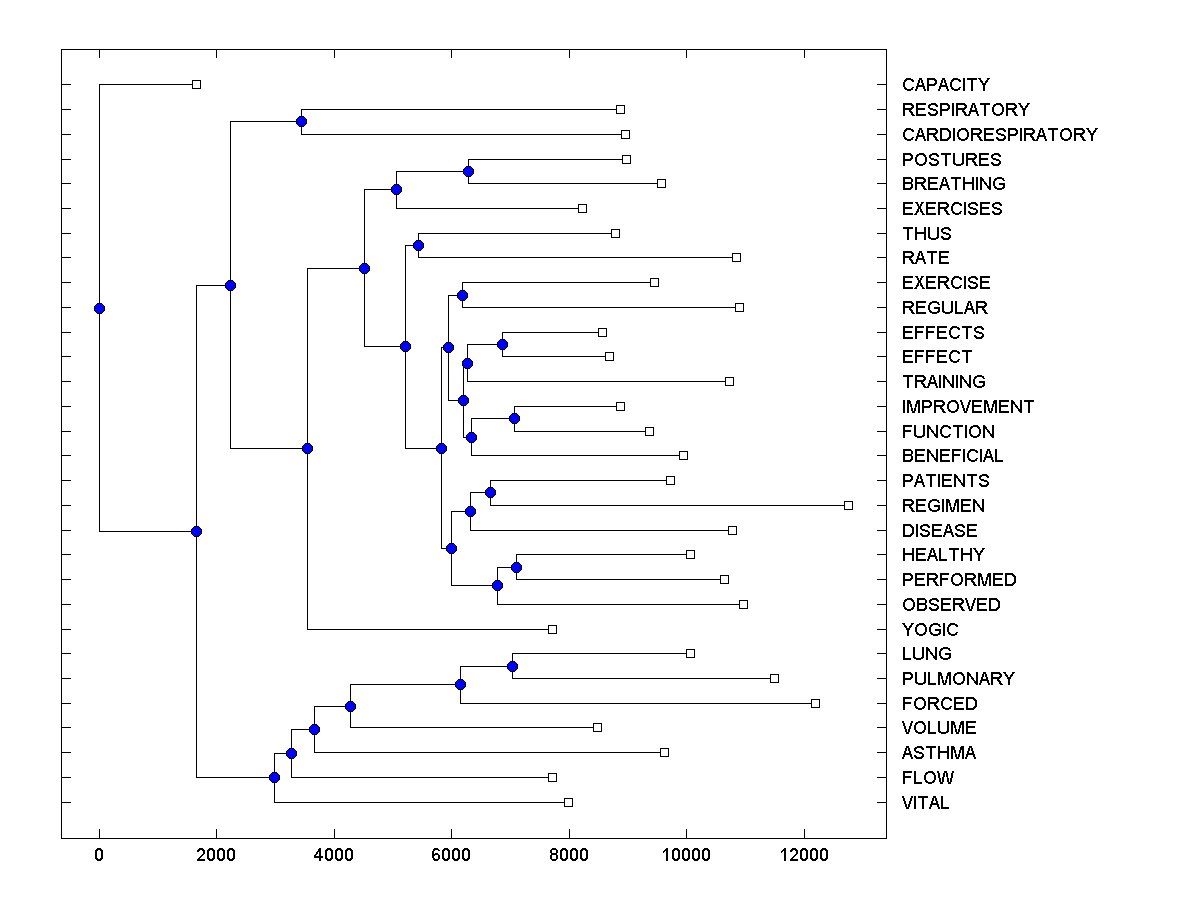 CAPACITY
RESPIRATORY
CARDIORESPIRATORY
POSTURES
BREATHING
EXERCISES
THUS
RATE
EXERCISE
REGULAR
EFFECTS
EFFECT
TRAINING
IMPROVEMENT
FUNCTION
BENEFICIAL
PATIENTS
REGIMEN
DISEASE
HEALTHY
PERFORMED
OBSERVED
YOGIC
LUNG
PULMONARY
FORCED
VOLUME
ASTHMA
FLOW
VITAL
0 2000 4000 6000 8000 10000 12000